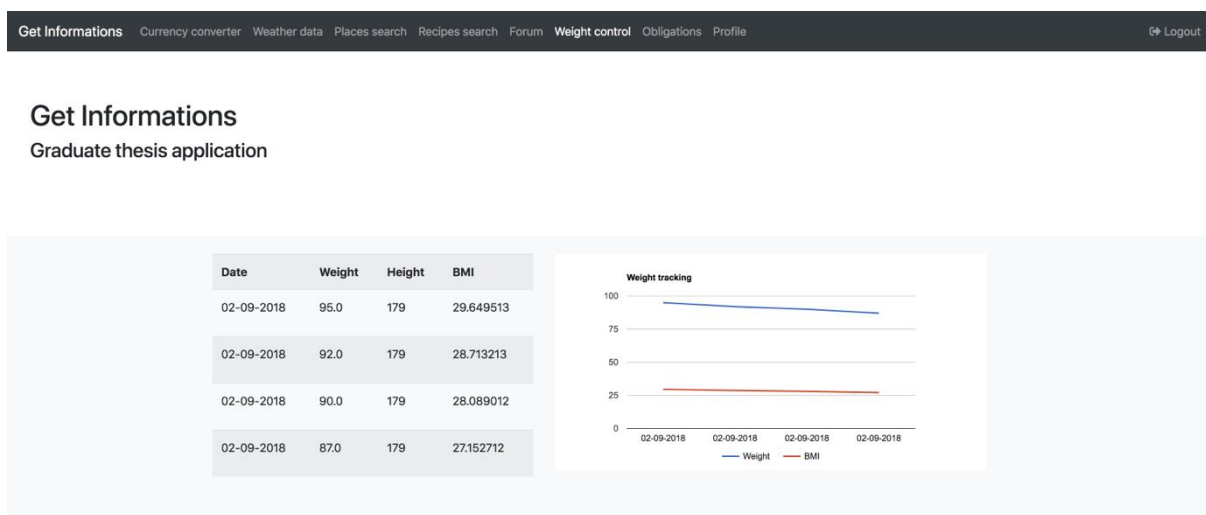 Get Informations Currency converter Weather data Places search Recipes search Forum Weight control Obligations Profile Logout
Get Informations
Graduate thesis application
Date Weight Height BMI
02-09-2018 95.0 179 29.649513
02-09-2018 92.0 179 28.713213
02-09-2018 90.0 179 28.089012
02-09-2018 87.0 179 27.152712
Weight tracking
100
75
50
25
0
02-09-2018 02-09-2018 02-09-2018 02-09-2018
Weight BMI